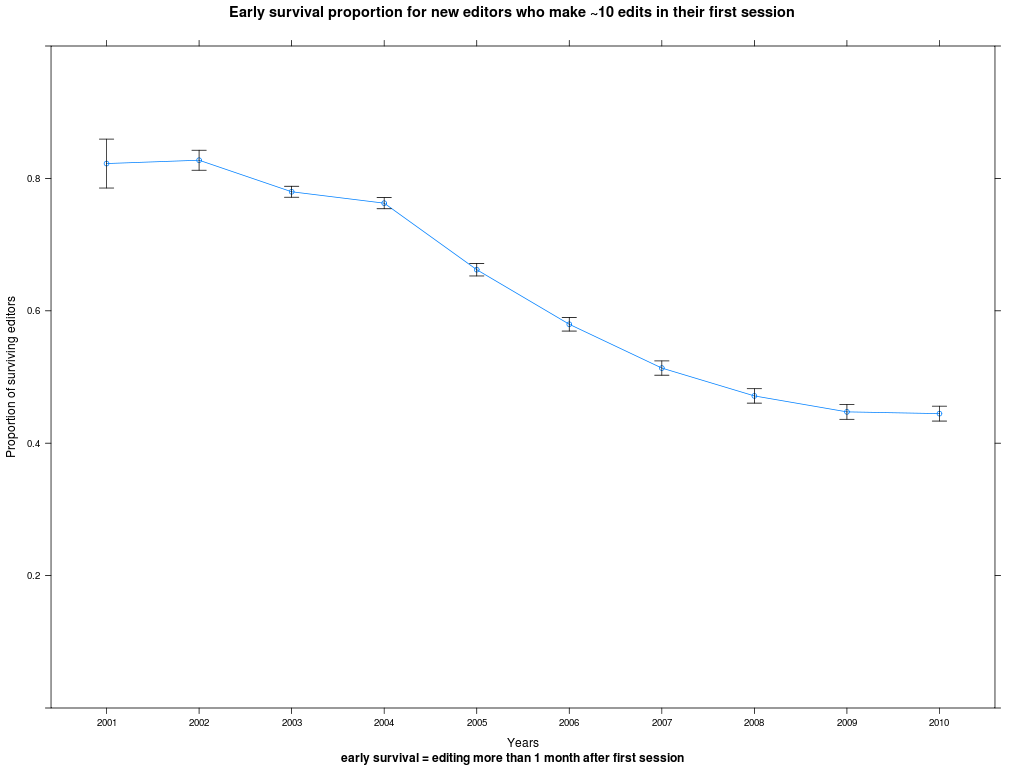 Early survival proportion for new editors who make ~10 edits in their first session
Proportion of surviving editors
0.8
0.6
0.4
0.2
2001 2002 2003 2004 2005 2006 2007 2008 2009 2010
Years
early survival = editing more than 1 month after first session